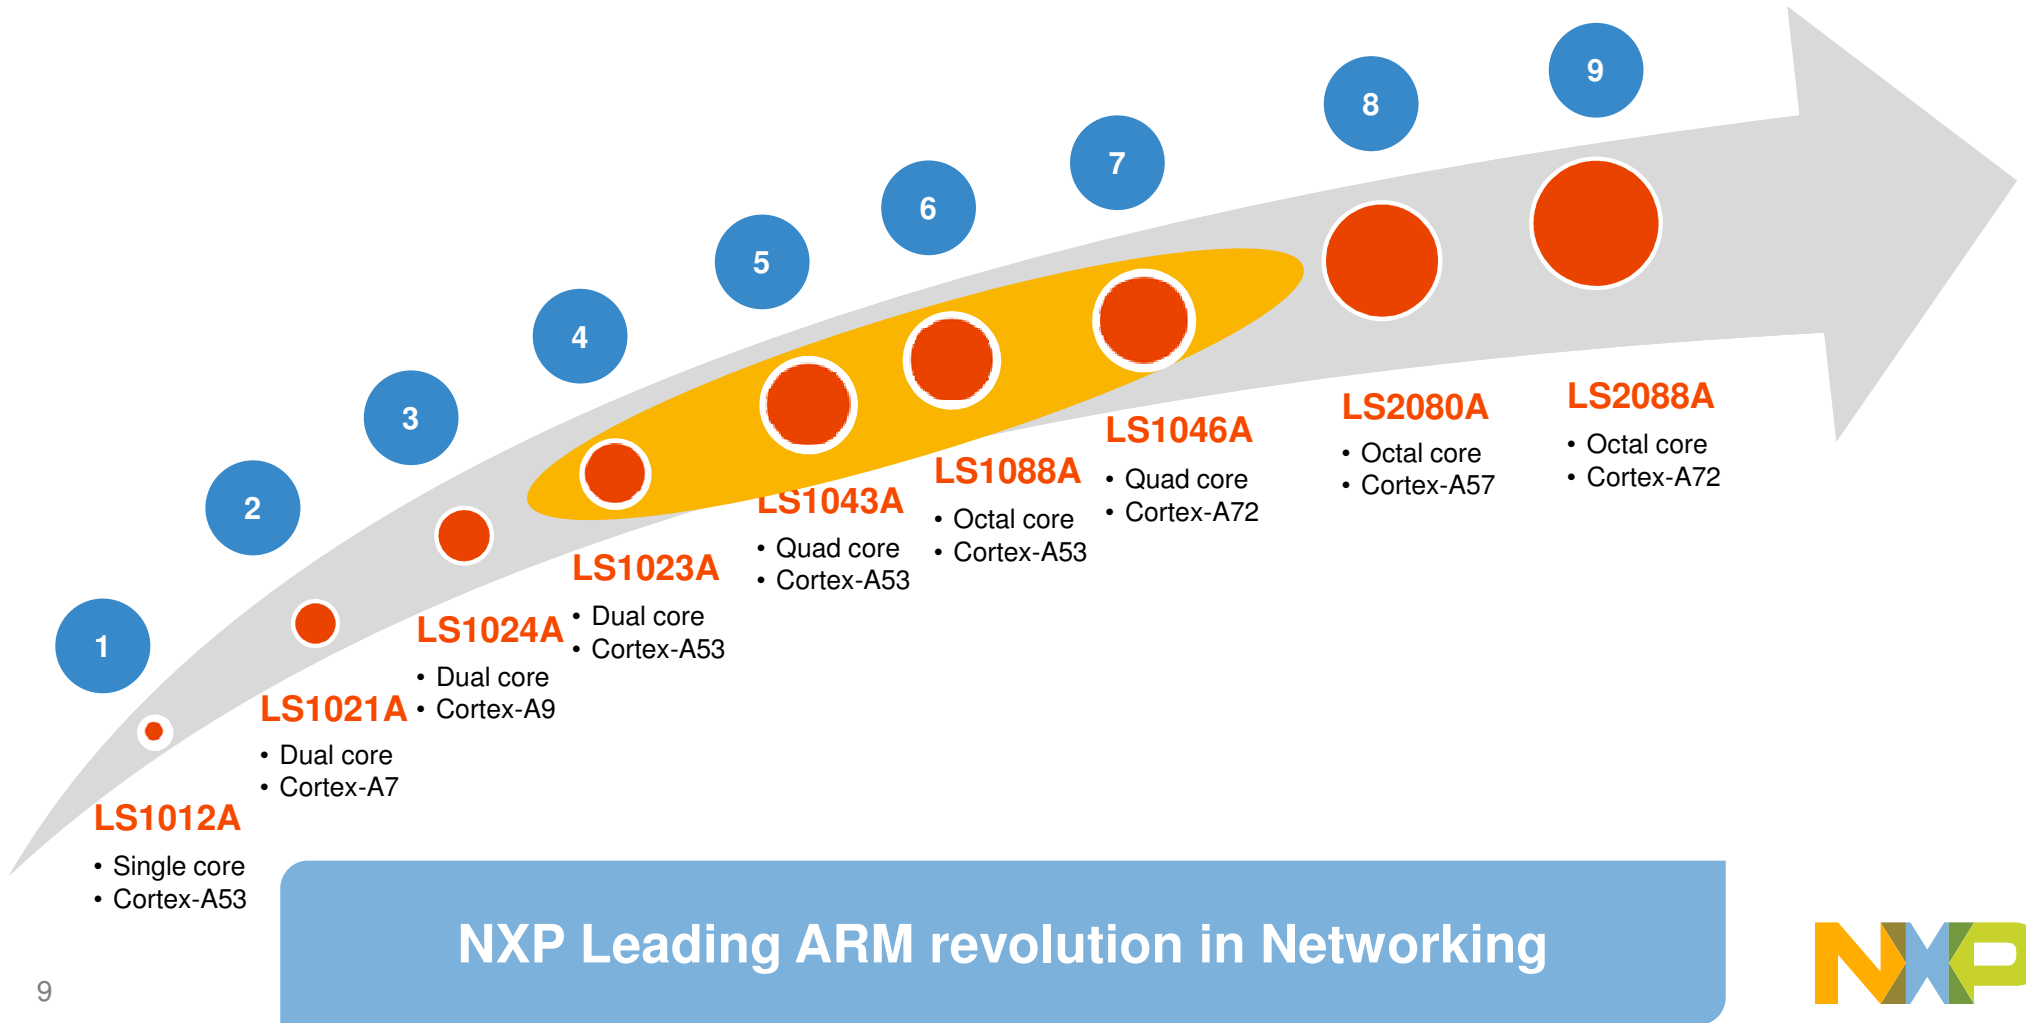 1
2
3
4
5
6
7
8
9
LS1012A
• Single core
• Cortex-A53
LS1021A
• Dual core
• Cortex-A7
LS1024A
• Dual core
• Cortex-A9
LS1023A
• Dual core
• Cortex-A53
LS1043A
• Quad core
• Cortex-A53
LS1088A
• Octal core
• Cortex-A53
LS1046A
• Quad core
• Cortex-A72
LS2080A
• Octal core
• Cortex-A57
LS2088A
• Octal core
• Cortex-A72
NXP Leading ARM revolution in Networking
9
NXP